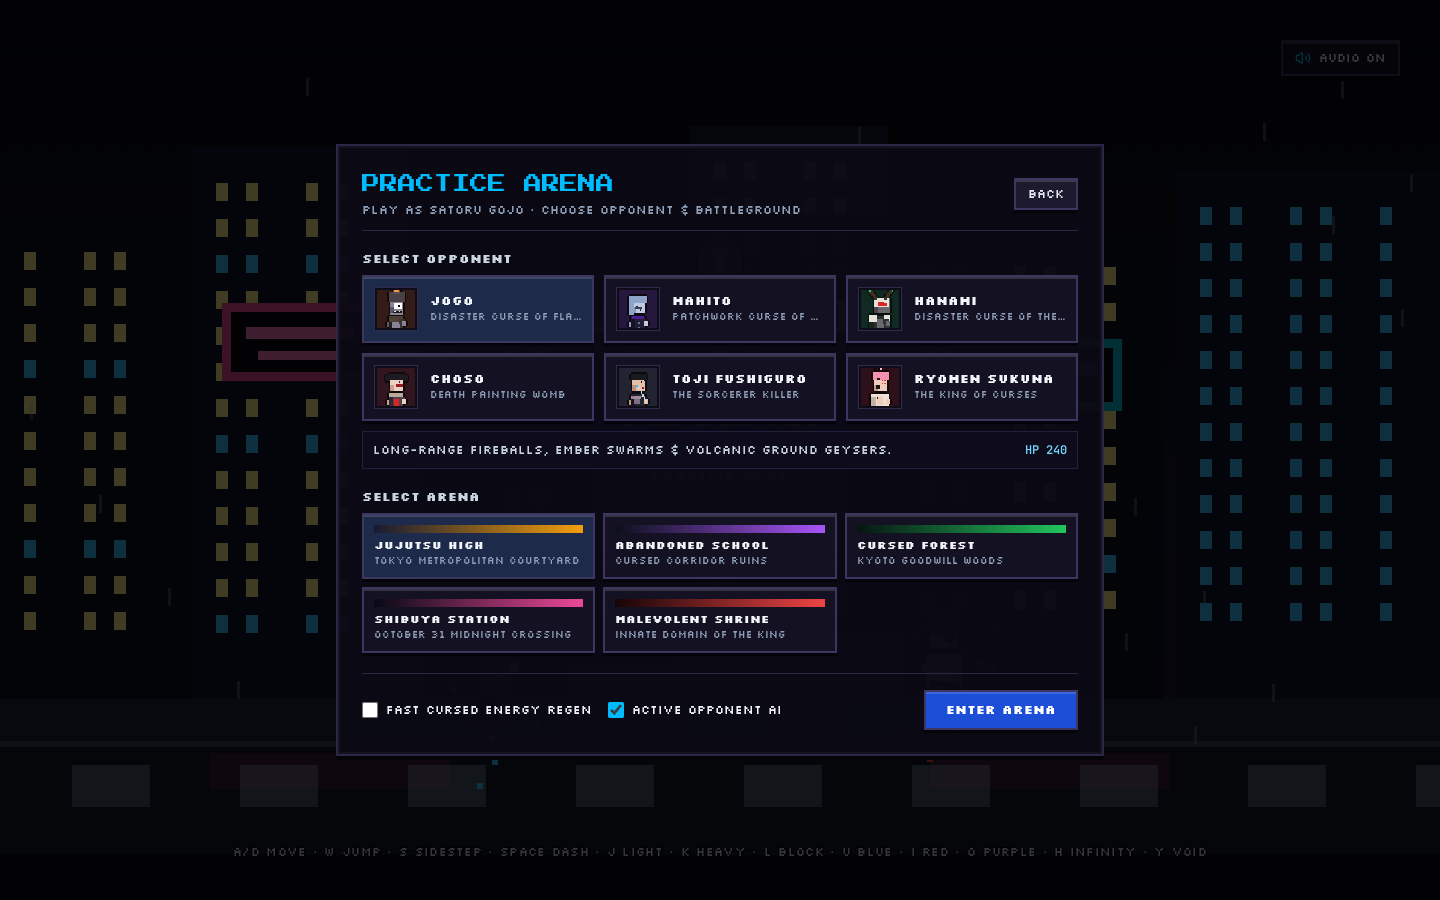 AUDIO ON
PRACTICE ARENA
BACK
PLAY AS SATORU GOJO · CHOOSE OPPONENT & BATTLEGROUND
SELECT OPPONENT
JOGO
DISASTER CURSE OF FLA...
MAHITO
PATCHWORK CURSE OF ...
HANAMI
DISASTER CURSE OF THE...
CHOSO
DEATH PAINTING WOMB
TOJI FUSHIGURO
THE SORCERER KILLER
RYOMEN SUKUNA
THE KING OF CURSES
LONG-RANGE FIREBALLS, EMBER SWARMS & VOLCANIC GROUND GEYSERS.
HP 240
SELECT ARENA
JUJUTSU HIGH
TOKYO METROPOLITAN COURTYARD
ABANDONED SCHOOL
CURSED CORRIDOR RUINS
CURSED FOREST
KYOTO GOODWILL WOODS
SHIBUYA STATION
OCTOBER 31 MIDNIGHT CROSSING
MALEVOLENT SHRINE
INNATE DOMAIN OF THE KING
FAST CURSED ENERGY REGEN
ACTIVE OPPONENT AI
ENTER ARENA
A/D MOVE · W JUMP · S SIDESTEP · SPACE DASH · J LIGHT · K HEAVY · L BLOCK · U BLUE · I RED · O PURPLE · H INFINITY · Y VOID